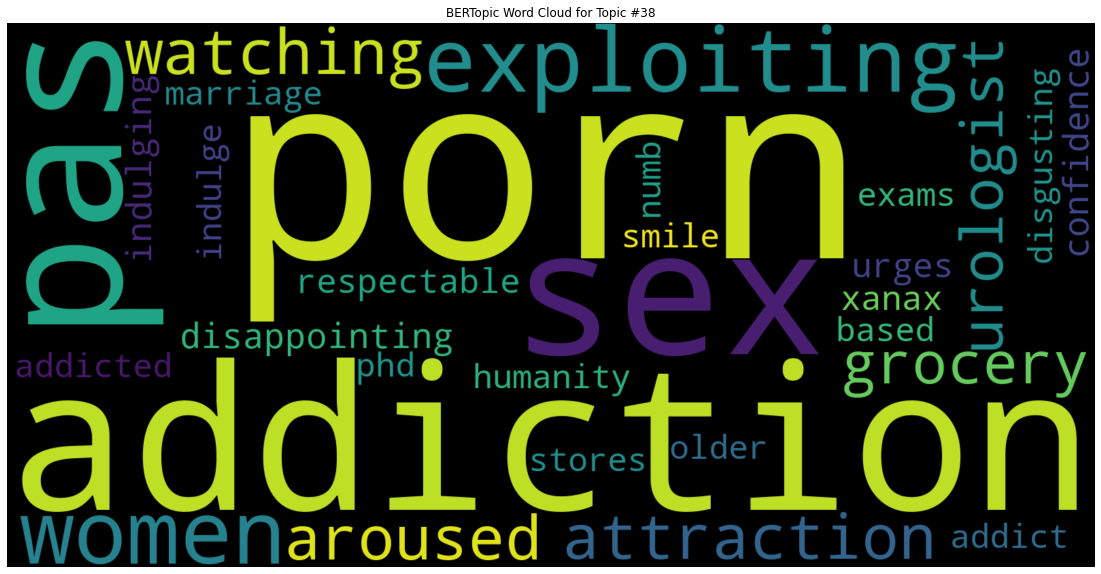 BERTopic Word Cloud for Topic #38
pas
watching
exploiting
marriage
indulging
indulge
porn
numb
smile
exams
urologist
disgusting
confidence
respectable
sex
urges
xanax
based
disappointing
addicted
phd
humanity
grocery
addiction
stores
older
women
aroused
attraction
addict